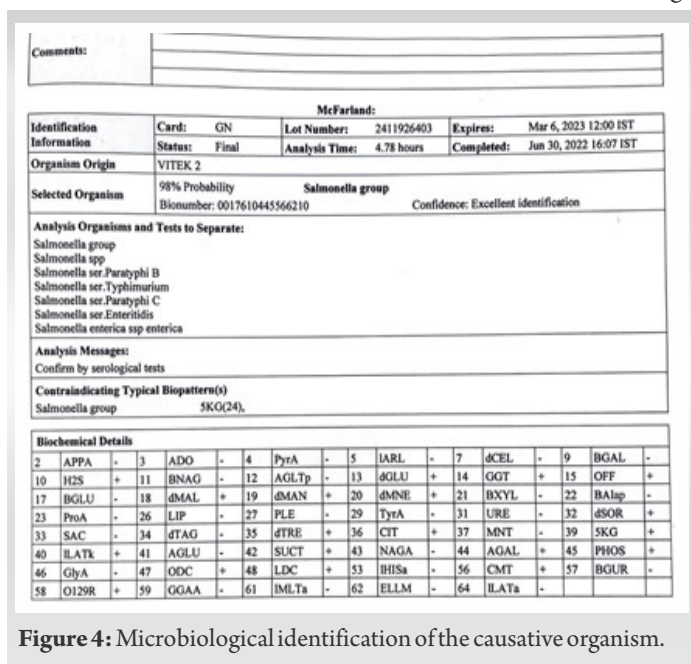 Comments:
McFarland:
Identification Information Card: GN Lot Number: 2411926403 Expires: Mar 6, 2023 12:00 IST
Status: Final Analysis Time: 4.78 hours Completed: Jun 30, 2022 16:07 IST
Organism Origin VITEK 2
Selected Organism 98% Probability Salmonella group
Bionumber: 0017610445566210 Confidence: Excellent identification
Analysis Organisms and Tests to Separate:
Salmonella group
Salmonella spp
Salmonella ser.Paratyphi B
Salmonella ser.Typhimurium
Salmonella ser.Paratyphi C
Salmonella ser.Enteritidis
Salmonella enterica ssp enterica
Analysis Messages:
Confirm by serological tests
Contraindicating Typical Biopattern(s)
Salmonella group 5KG(24),
Biochemical Details
2 APPA - 3 ADO - 4 PyrA - 5 IARL - 7 dCEL - 9 BGAL -
10 H2S + 11 BNAG - 12 AGLTp - 13 dGLU + 14 GGT + 15 OFF +
17 BGLU - 18 dMAL + 19 dMAN + 20 dMNE + 21 BXYL - 22 BAlap -
23 ProA - 26 LIP - 27 PLE - 29 TyrA - 31 URE - 32 dSOR +
33 SAC - 34 dTAG - 35 dTRE + 36 CIT + 37 MNT - 39 5KG +
40 ILATk + 41 AGLU - 42 SUCT + 43 NAGA - 44 AGAL + 45 PHOS +
46 GlyA - 47 ODC + 48 LDC + 53 IHISa - 56 CMT + 57 BGUR -
58 O129R + 59 GGAA - 61 IMLTa - 62 ELLM - 64 ILATa -
Figure 4: Microbiological identification of the causative organism.